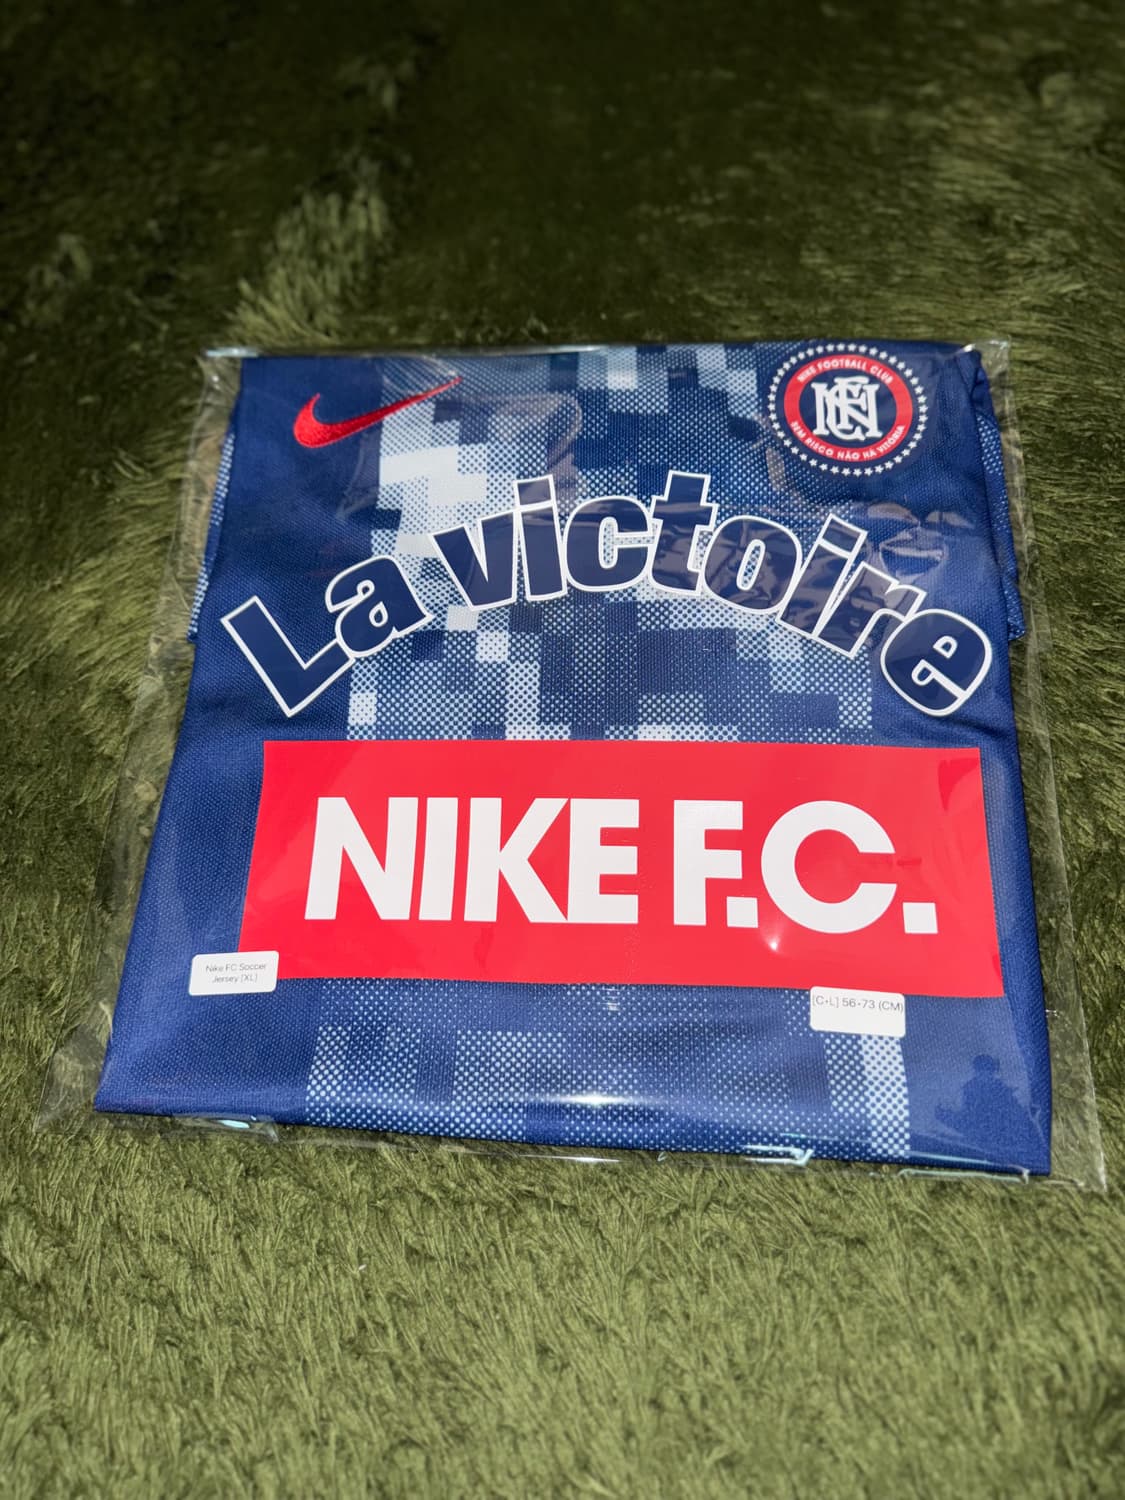 NIKE FOOTBALL CLUB
NFC
SEM RISCO NÃO HÁ VITÓRIA
La victoire
NIKE F.C.
Nike FC Soccer
Jersey [XL]
[C•L] 56•73 (CM)